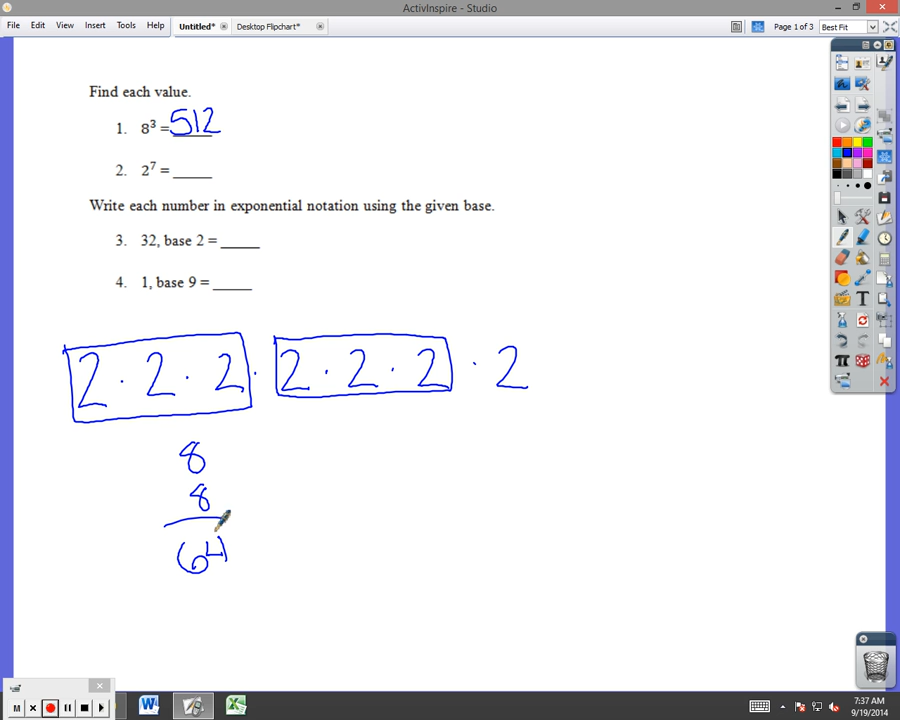 ActivInspire - Studio
File Edit View Insert Tools Help Untitled* Desktop Flipchart* Page 1 of 3 Best Fit
Find each value.
1. 8³ = 512
2. 2⁷ = _____
Write each number in exponential notation using the given base.
3. 32, base 2 = _____
4. 1, base 9 = _____
2 · 2 · 2 · 2 · 2 · 2 · 2
8
8
64
M
7:37 AM
9/19/2014